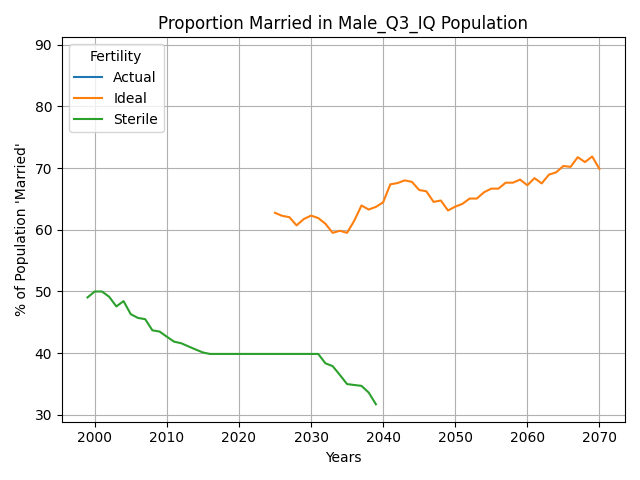 Proportion Married in Male_Q3_IQ Population
% of Population 'Married'
90
80
70
60
50
40
30
Fertility
Actual
Ideal
Sterile
2000 2010 2020 2030 2040 2050 2060 2070
Years